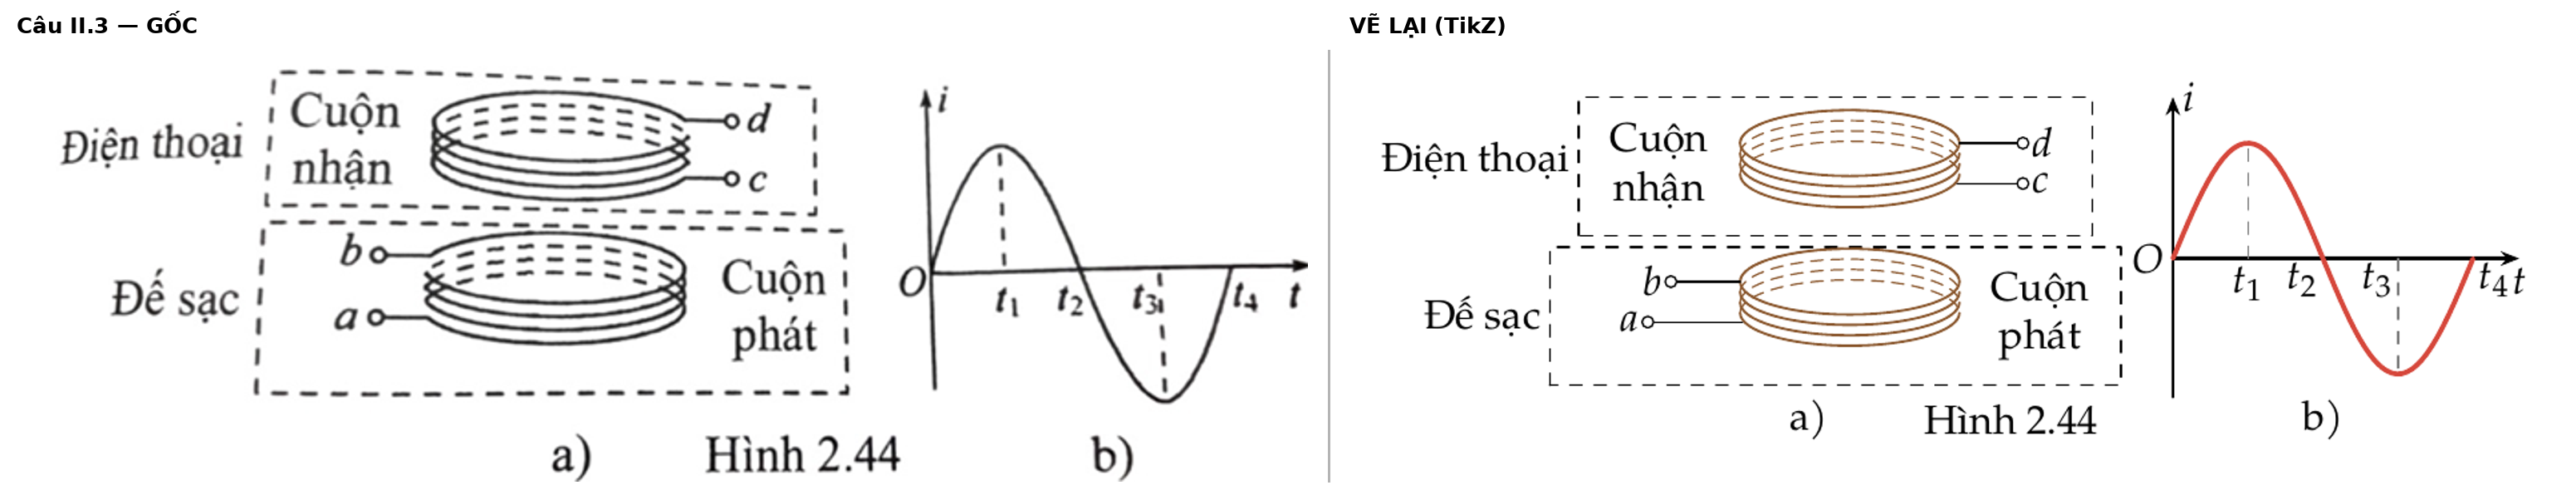 Câu II.3 — GỐC
Điện thoại
Cuộn
nhận
d
c
Đế sạc
b
a
Cuộn
phát
i
O
t1
t2
t3
t4
t
a)
Hình 2.44
b)
VẼ LẠI (TikZ)
Điện thoại
Cuộn
nhận
d
c
Đế sạc
b
a
Cuộn
phát
i
O
t1
t2
t3
t4
t
a)
Hình 2.44
b)